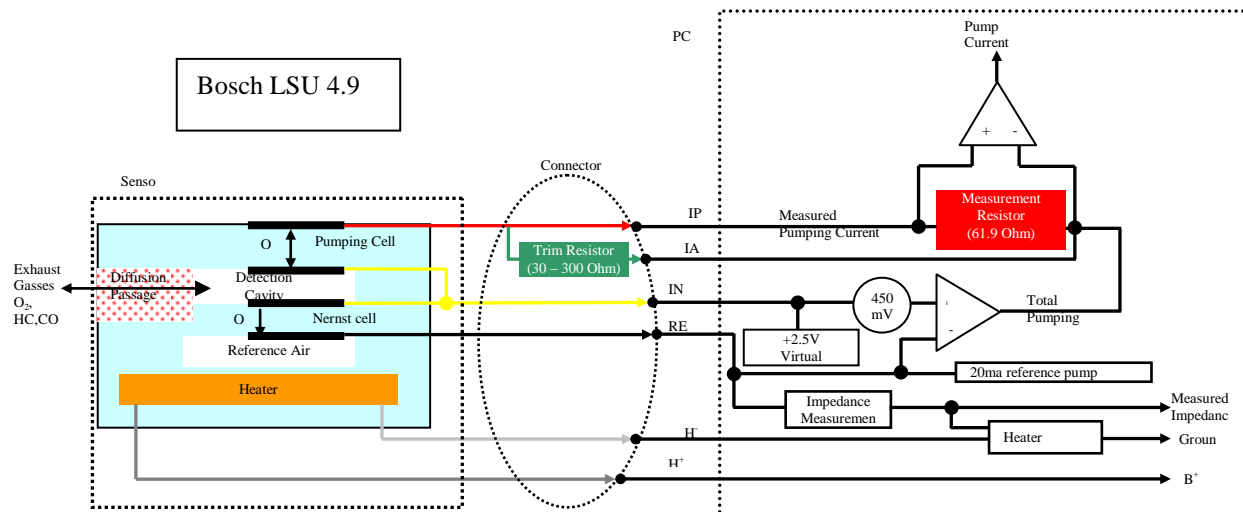 Pump
Current
PC
Bosch LSU 4.9
+ -
Connector
Senso
IP
Measured
Pumping Current
Measurement
Resistor
(61.9 Ohm)
O
Pumping Cell
Trim Resistor
(30 – 300 Ohm)
IA
Exhaust
Gasses
O₂,
HC,CO
Diffusion
Passage
Detection
Cavity
IN
450
mV
-
Total
Pumping
O
Nernst cell
RE
+2.5V
Virtual
Reference Air
20ma reference pump
Heater
Impedance
Measuremen
Measured
Impedanc
H⁻
Heater
Groun
H⁺
B⁺